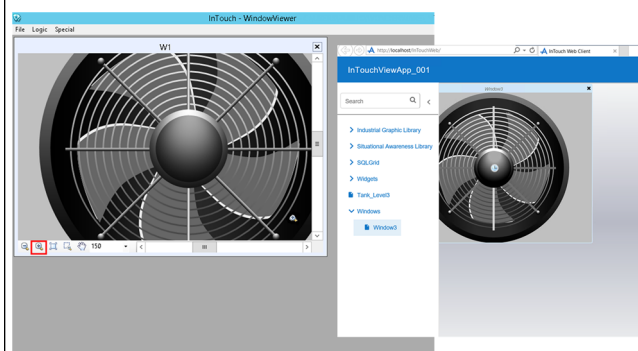 InTouch - WindowViewer
File Logic Special
W1
150
http://localhost/InTouchWeb/
InTouch Web Client
InTouchViewApp_001
Search
Industrial Graphic Library
Situational Awareness Library
SQLGrid
Widgets
Tank_Level3
Windows
Window3
Window3